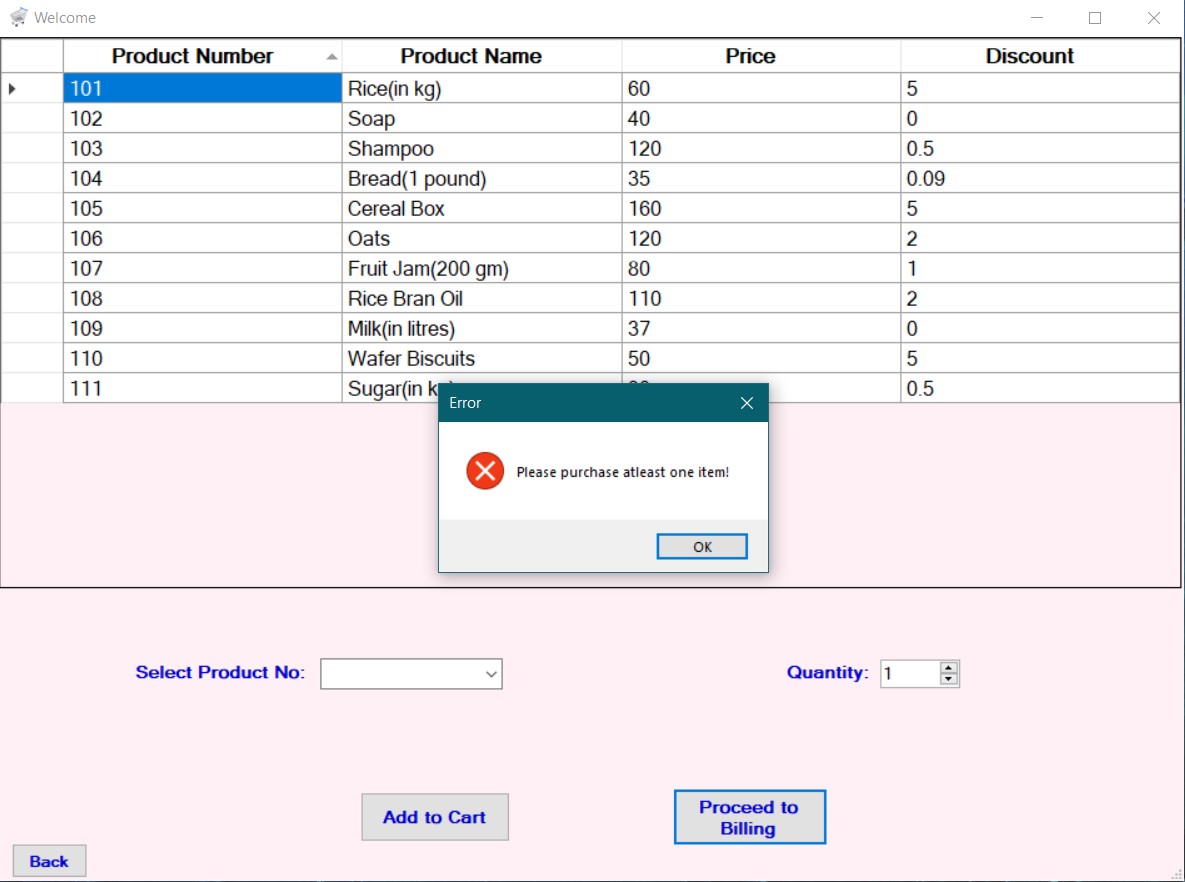 Welcome
Product Number Product Name Price Discount
101 Rice(in kg) 60 5
102 Soap 40 0
103 Shampoo 120 0.5
104 Bread(1 pound) 35 0.09
105 Cereal Box 160 5
106 Oats 120 2
107 Fruit Jam(200 gm) 80 1
108 Rice Bran Oil 110 2
109 Milk(in litres) 37 0
110 Wafer Biscuits 50 5
111 Sugar(in 0.5
Error
Please purchase atleast one item!
OK
Select Product No: Quantity: 1
Add to Cart Proceed to
Billing
Back